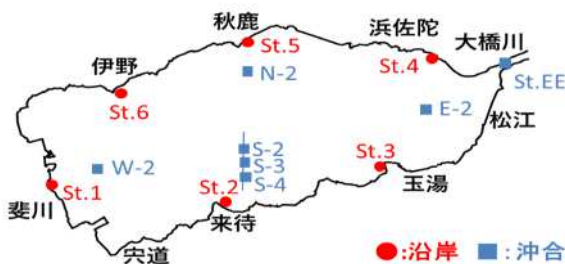 秋鹿
浜佐陀
大橋川
St.5
St.4
伊野
N-2
St.EE
St.6
E-2
松江
S-2
S-3
St.3
W-2
S-4
St.1
St.2
玉湯
斐川
来待
宍道
●:沿岸 ■:沖合